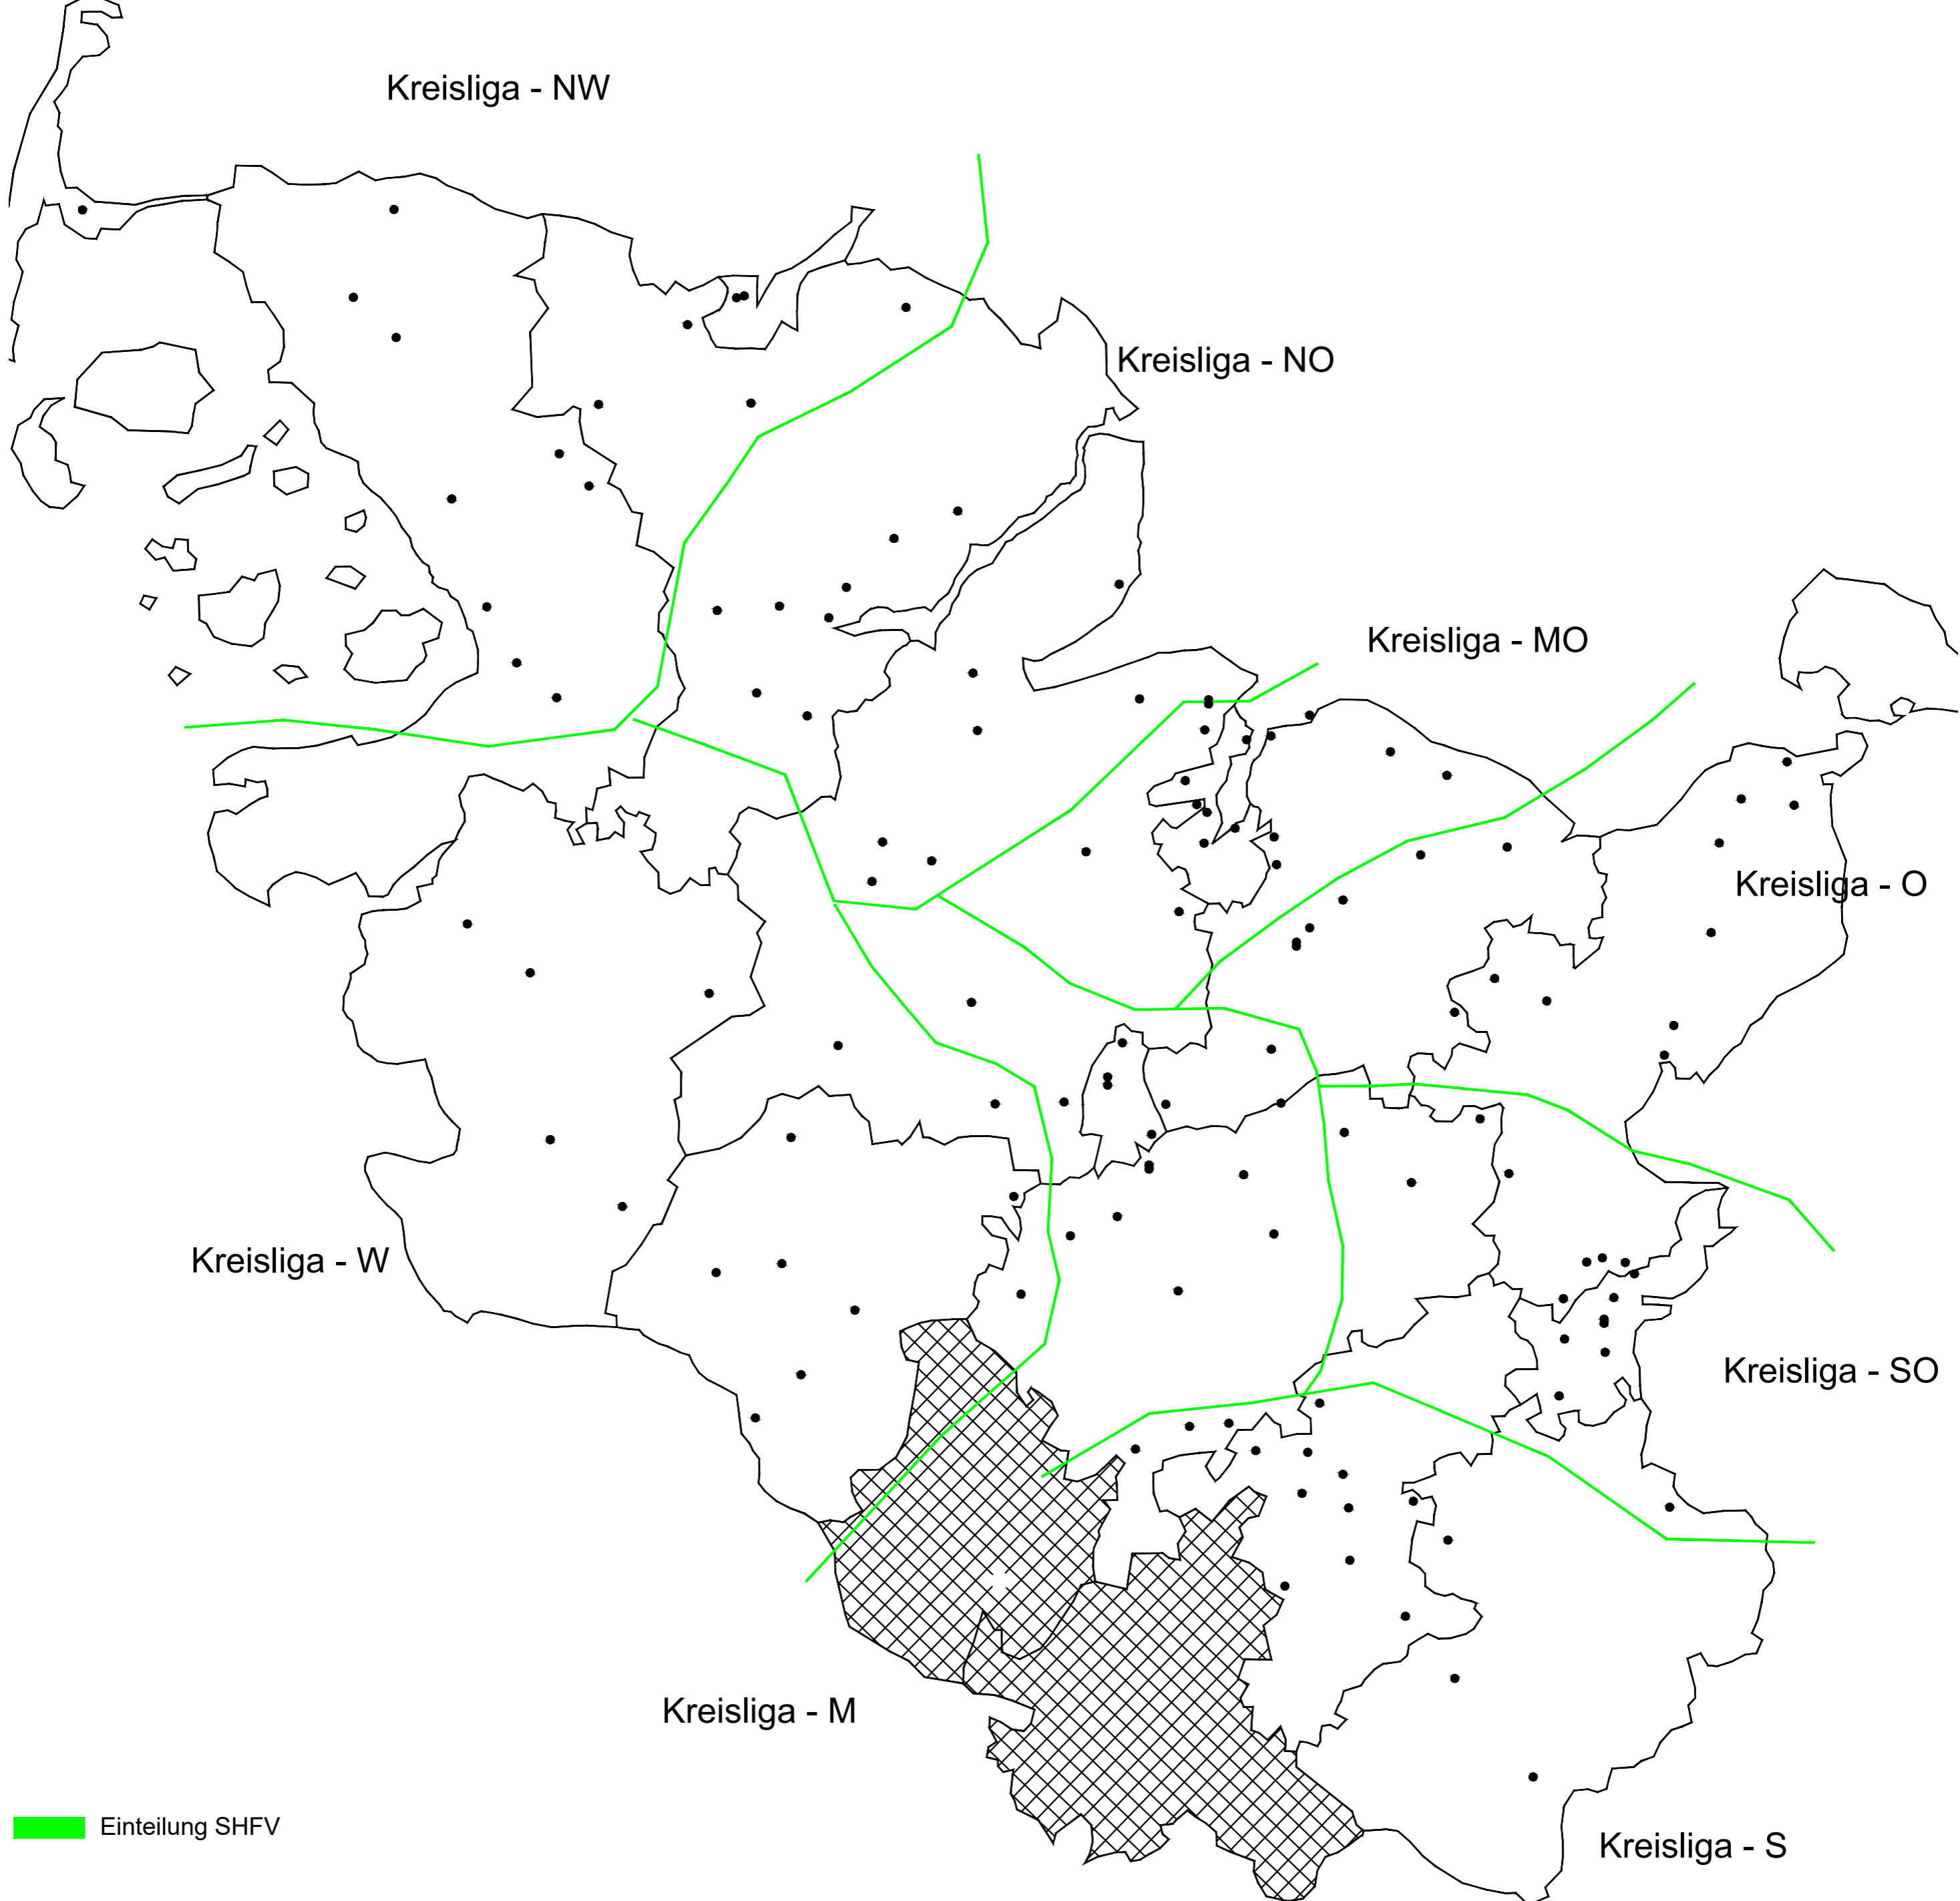 Kreisliga - NW
Kreisliga - NO
Kreisliga - MO
Kreisliga - O
Kreisliga - W
Kreisliga - SO
Kreisliga - M
Einteilung SHFV
Kreisliga - S